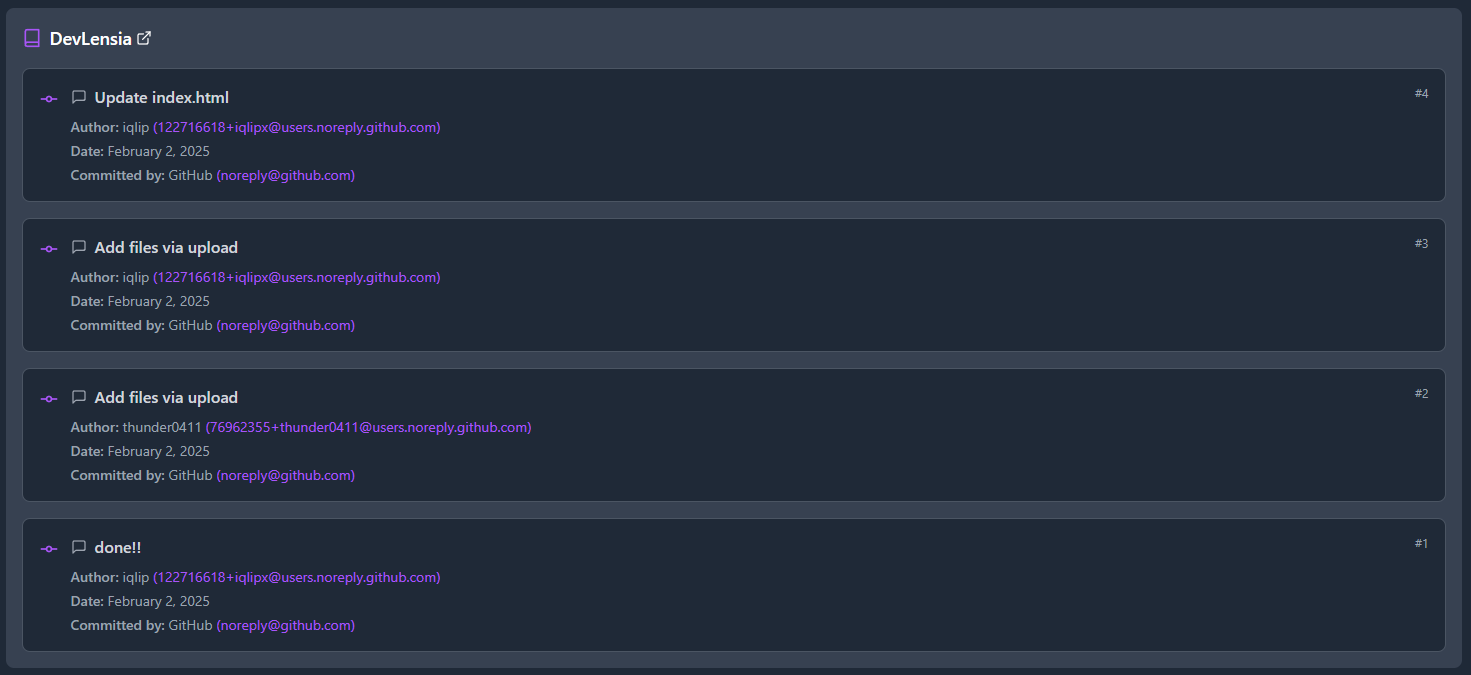 DevLensia
Update index.html
#4
Author: iqlip (122716618+iqlipx@users.noreply.github.com)
Date: February 2, 2025
Committed by: GitHub (noreply@github.com)
Add files via upload
#3
Author: iqlip (122716618+iqlipx@users.noreply.github.com)
Date: February 2, 2025
Committed by: GitHub (noreply@github.com)
Add files via upload
#2
Author: thunder0411 (76962355+thunder0411@users.noreply.github.com)
Date: February 2, 2025
Committed by: GitHub (noreply@github.com)
done!!
#1
Author: iqlip (122716618+iqlipx@users.noreply.github.com)
Date: February 2, 2025
Committed by: GitHub (noreply@github.com)